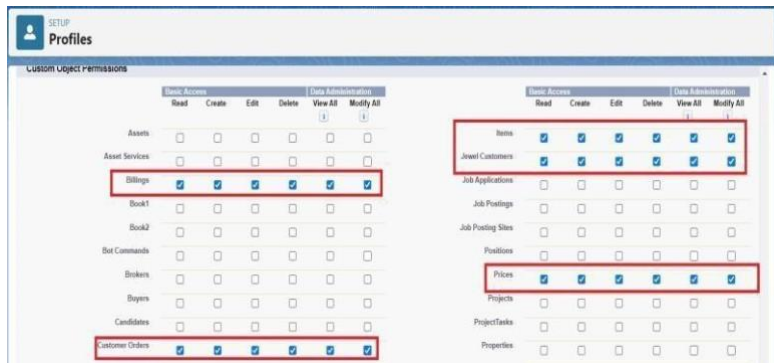 SETUP
Profiles
Custom Object Permissions
Basic Access Data Administration
Read Create Edit Delete View All Modify All
Assets
Asset Services
Billings
Book1
Book2
Bot Commands
Brokers
Buyers
Candidates
Customer Orders
Basic Access Data Administration
Read Create Edit Delete View All Modify All
Items
Jewel Customers
Job Applications
Job Postings
Job Posting Sites
Positions
Prices
Projects
ProjectTasks
Properties